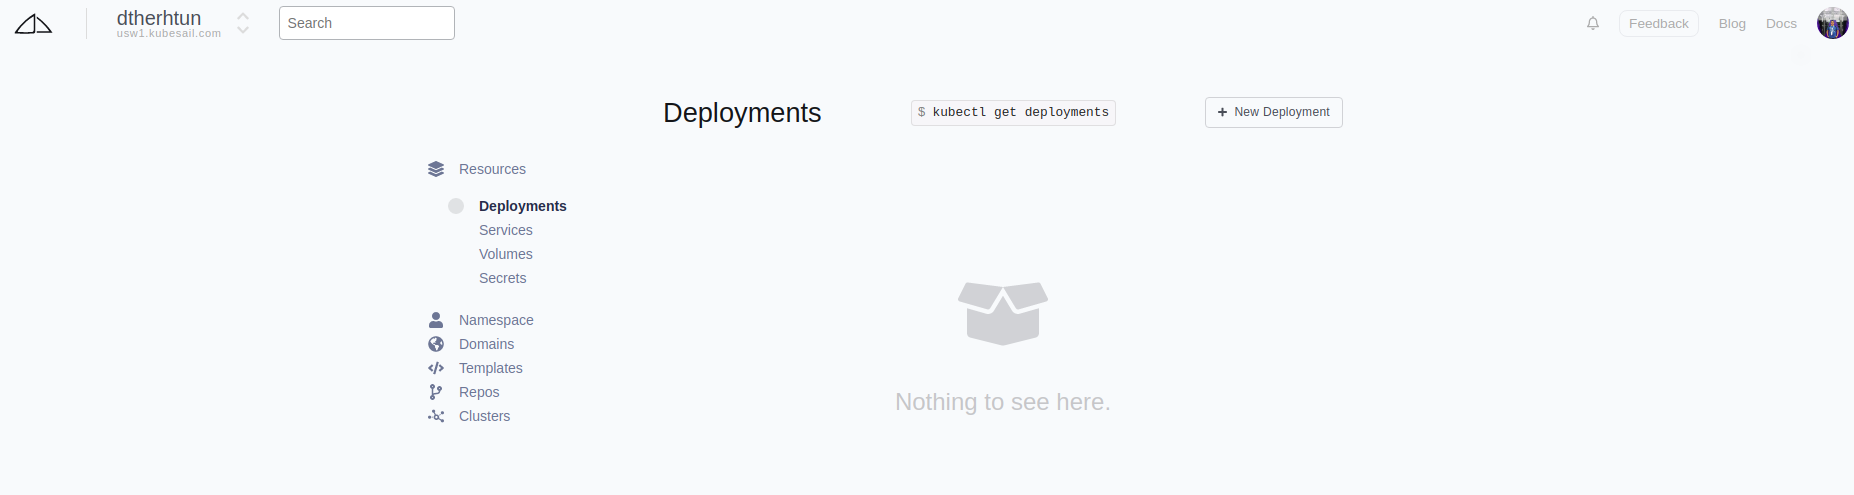 dtherhtun
usw1.kubesail.com
Search
Feedback
Blog
Docs
Deployments
$ kubectl get deployments
+ New Deployment
Resources
Deployments
Services
Volumes
Secrets
Namespace
Domains
Templates
Repos
Clusters
Nothing to see here.